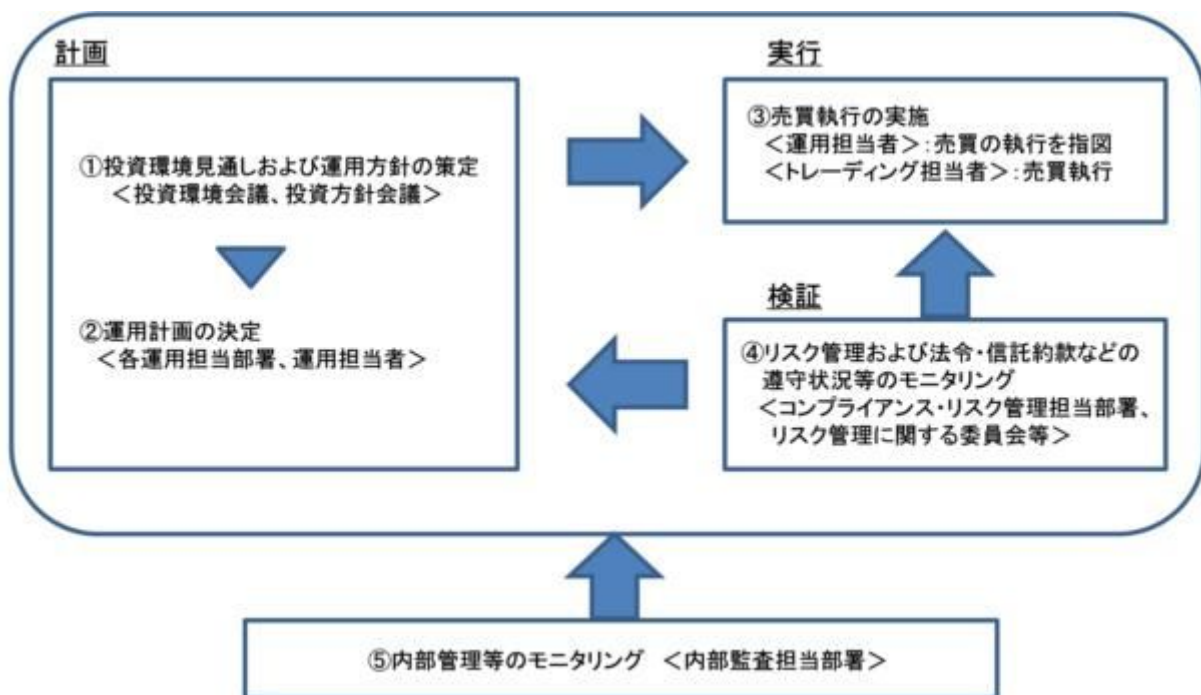 計画
①投資環境見通しおよび運用方針の策定
＜投資環境会議、投資方針会議＞
②運用計画の決定
＜各運用担当部署、運用担当者＞
実行
③売買執行の実施
＜運用担当者＞：売買の執行を指図
＜トレーディング担当者＞：売買執行
検証
④リスク管理および法令・信託約款などの
遵守状況等のモニタリング
＜コンプライアンス・リスク管理担当部署、
リスク管理に関する委員会等＞
⑤内部管理等のモニタリング ＜内部監査担当部署＞